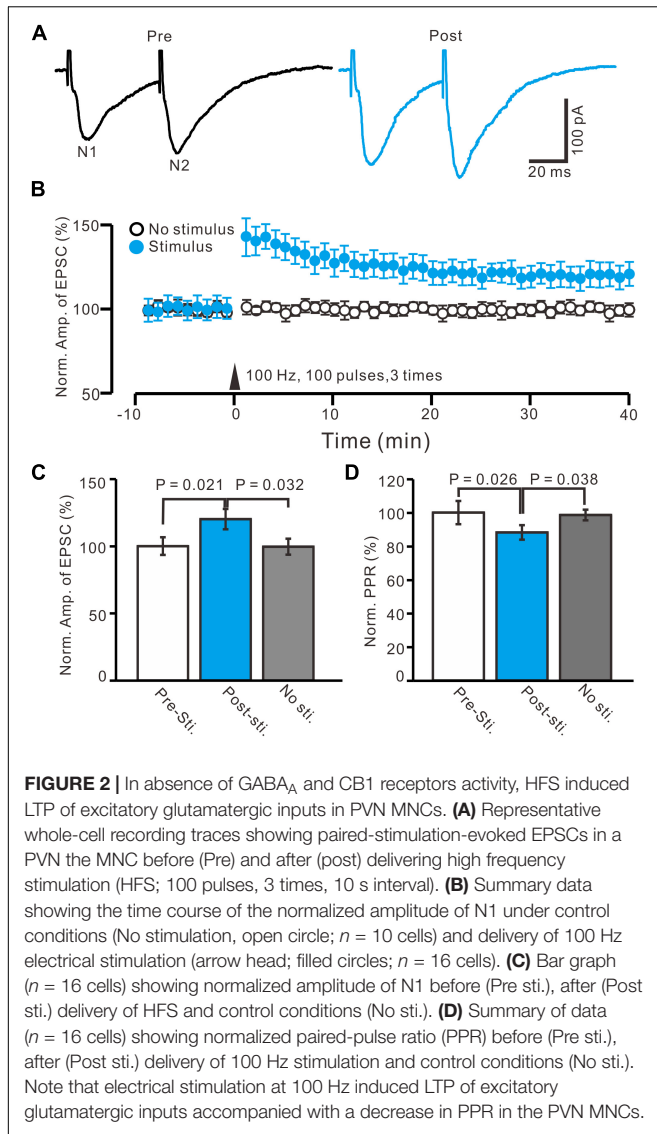 A
Pre
Post
N1
N2
100 pA
20 ms
B
Norm. Amp. of EPSC (%)
150
100
50
No stimulus
Stimulus
100 Hz, 100 pulses,3 times
-10
0
10
20
30
40
Time (min)
C
Norm. Amp. of EPSC (%)
150
100
50
0
P = 0.021
P = 0.032
Pre-Sti.
Post-sti.
No sti.
D
Norm. PPR (%)
120
100
80
60
40
20
0
P = 0.026
P = 0.038
Pre-Sti.
Post-sti.
No sti.
FIGURE 2 | In absence of GABAA and CB1 receptors activity, HFS induced
LTP of excitatory glutamatergic inputs in PVN MNCs. (A) Representative
whole-cell recording traces showing paired-stimulation-evoked EPSCs in a
PVN the MNC before (Pre) and after (post) delivering high frequency
stimulation (HFS; 100 pulses, 3 times, 10 s interval). (B) Summary data
showing the time course of the normalized amplitude of N1 under control
conditions (No stimulation, open circle; n = 10 cells) and delivery of 100 Hz
electrical stimulation (arrow head; filled circles; n = 16 cells). (C) Bar graph
(n = 16 cells) showing normalized amplitude of N1 before (Pre sti.), after (Post
sti.) delivery of HFS and control conditions (No sti.). (D) Summary of data
(n = 16 cells) showing normalized paired-pulse ratio (PPR) before (Pre sti.),
after (Post sti.) delivery of 100 Hz stimulation and control conditions (No sti.).
Note that electrical stimulation at 100 Hz induced LTP of excitatory
glutamatergic inputs accompanied with a decrease in PPR in the PVN MNCs.